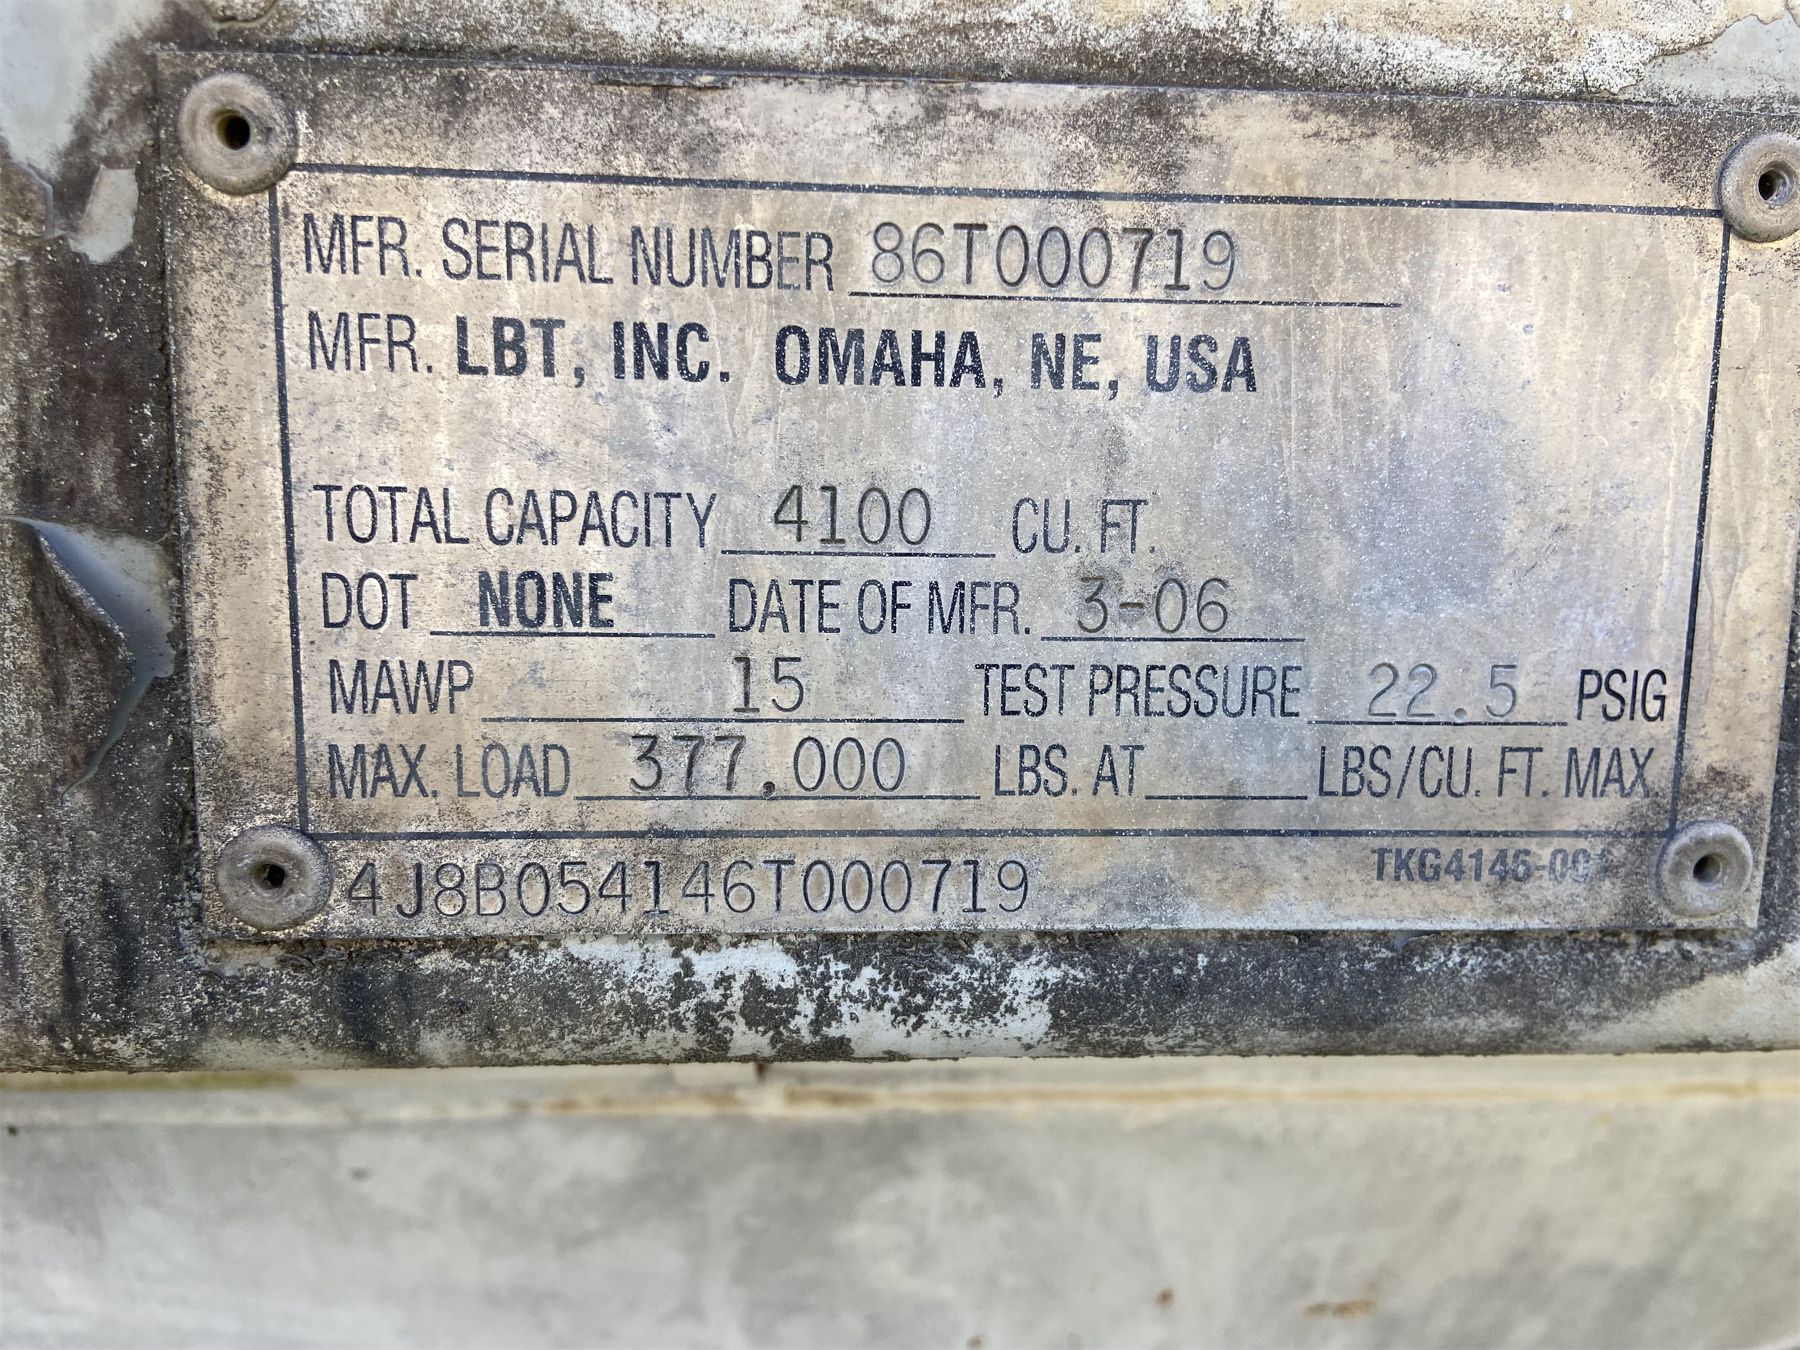 MFR. SERIAL NUMBER 86T000719
MFR. LBT, INC. OMAHA, NE, USA
TOTAL CAPACITY 4100 CU. FT.
DOT NONE DATE OF MFR. 3-06
MAWP 15 TEST PRESSURE 22.5 PSIG
MAX. LOAD 377,000 LBS. AT LBS/CU. FT. MAX.
4J8B054146T000719